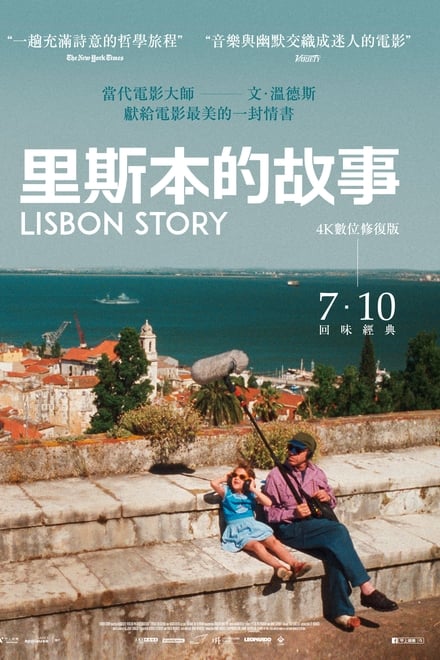 “一趟充滿詩意的哲學旅程”
The New York Times
“音樂與幽默交織成迷人的電影”
VARIETY
當代電影大師——文·溫德斯
獻給電影最美的一封情書
里斯本的故事
LISBON STORY
4K數位修復版
7·10
回味經典
LEONARDO